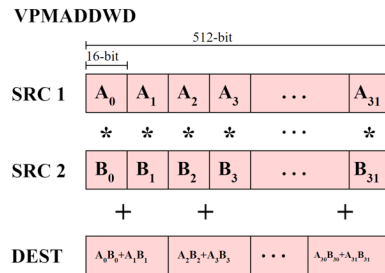 VPMADDWD
512-bit
16-bit
SRC 1 A₀ A₁ A₂ A₃ ... A₃₁
* * * * ... *
SRC 2 B₀ B₁ B₂ B₃ ... B₃₁
+ + +
DEST A₀B₀+A₁B₁ A₂B₂+A₃B₃ ... A₃₀B₃₀+A₃₁B₃₁